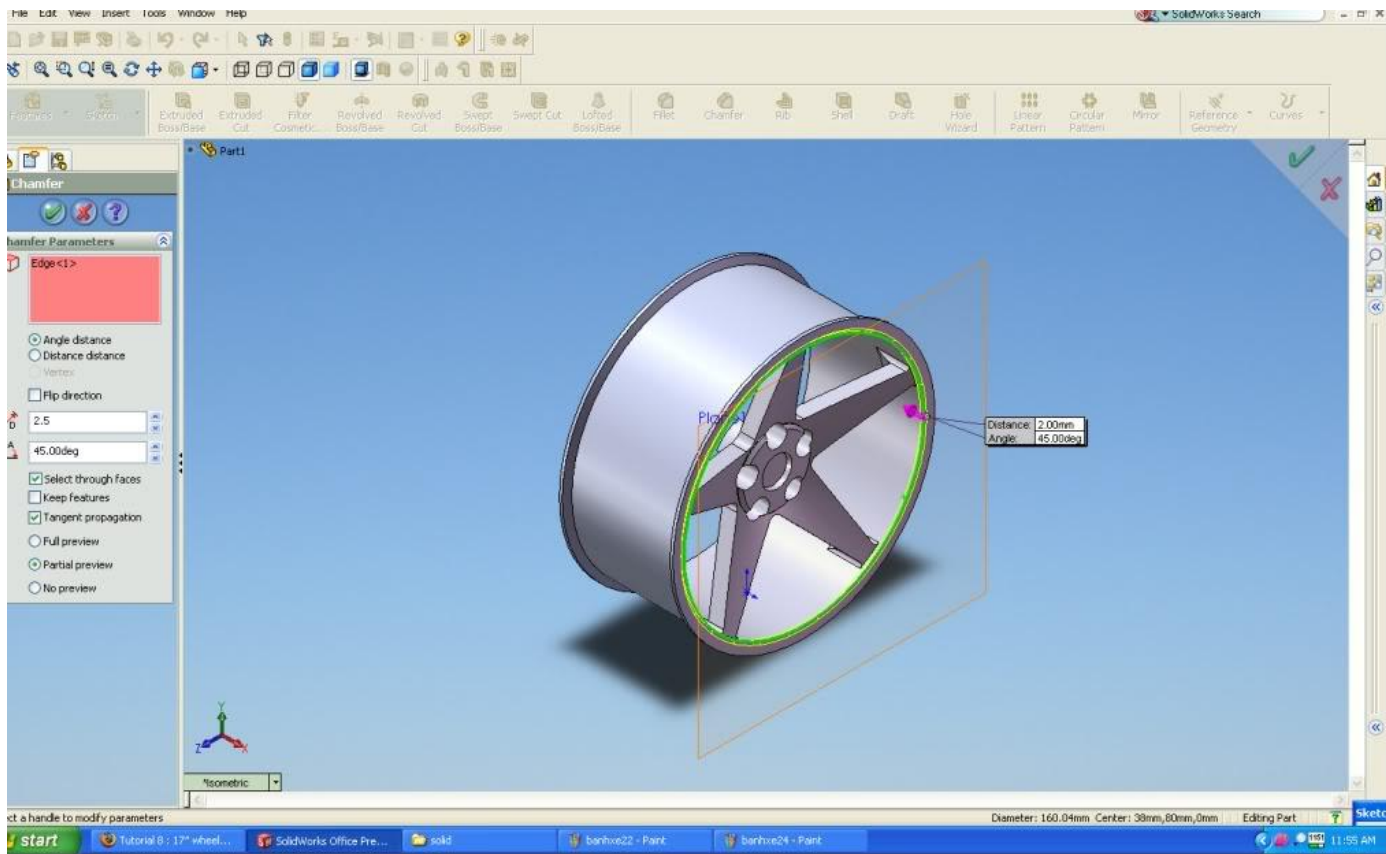 File Edit View Insert Tools Window Help
SolidWorks Search
Features Sketch Extruded Boss/Base Extruded Cut Revolved Boss/Base Revolved Cut Swept Boss/Base Swept Cut Lofted Boss/Base Fillet Chamfer Rib Shell Draft Hole Wizard Linear Pattern Circular Pattern Mirror Reference Geometry Curves
Part1
Chamfer
hamfer Parameters
Edge<1>
Angle distance
Distance distance
Vertex
Flip direction
D 2.5
A 45.00deg
Select through faces
Keep features
Tangent propagation
Full preview
Partial preview
No preview
Distance: 2.00mm
Angle: 45.00deg
Y
Z X
*Isometric
ct a handle to modify parameters
Diameter: 160.04mm Center: 38mm,80mm,0mm Editing Part ? Sketc
start Tutorial 8 : 17" wheel... SolidWorks Office Pre... solid banhxe22 - Paint banhxe24 - Paint 1151 11:55 AM